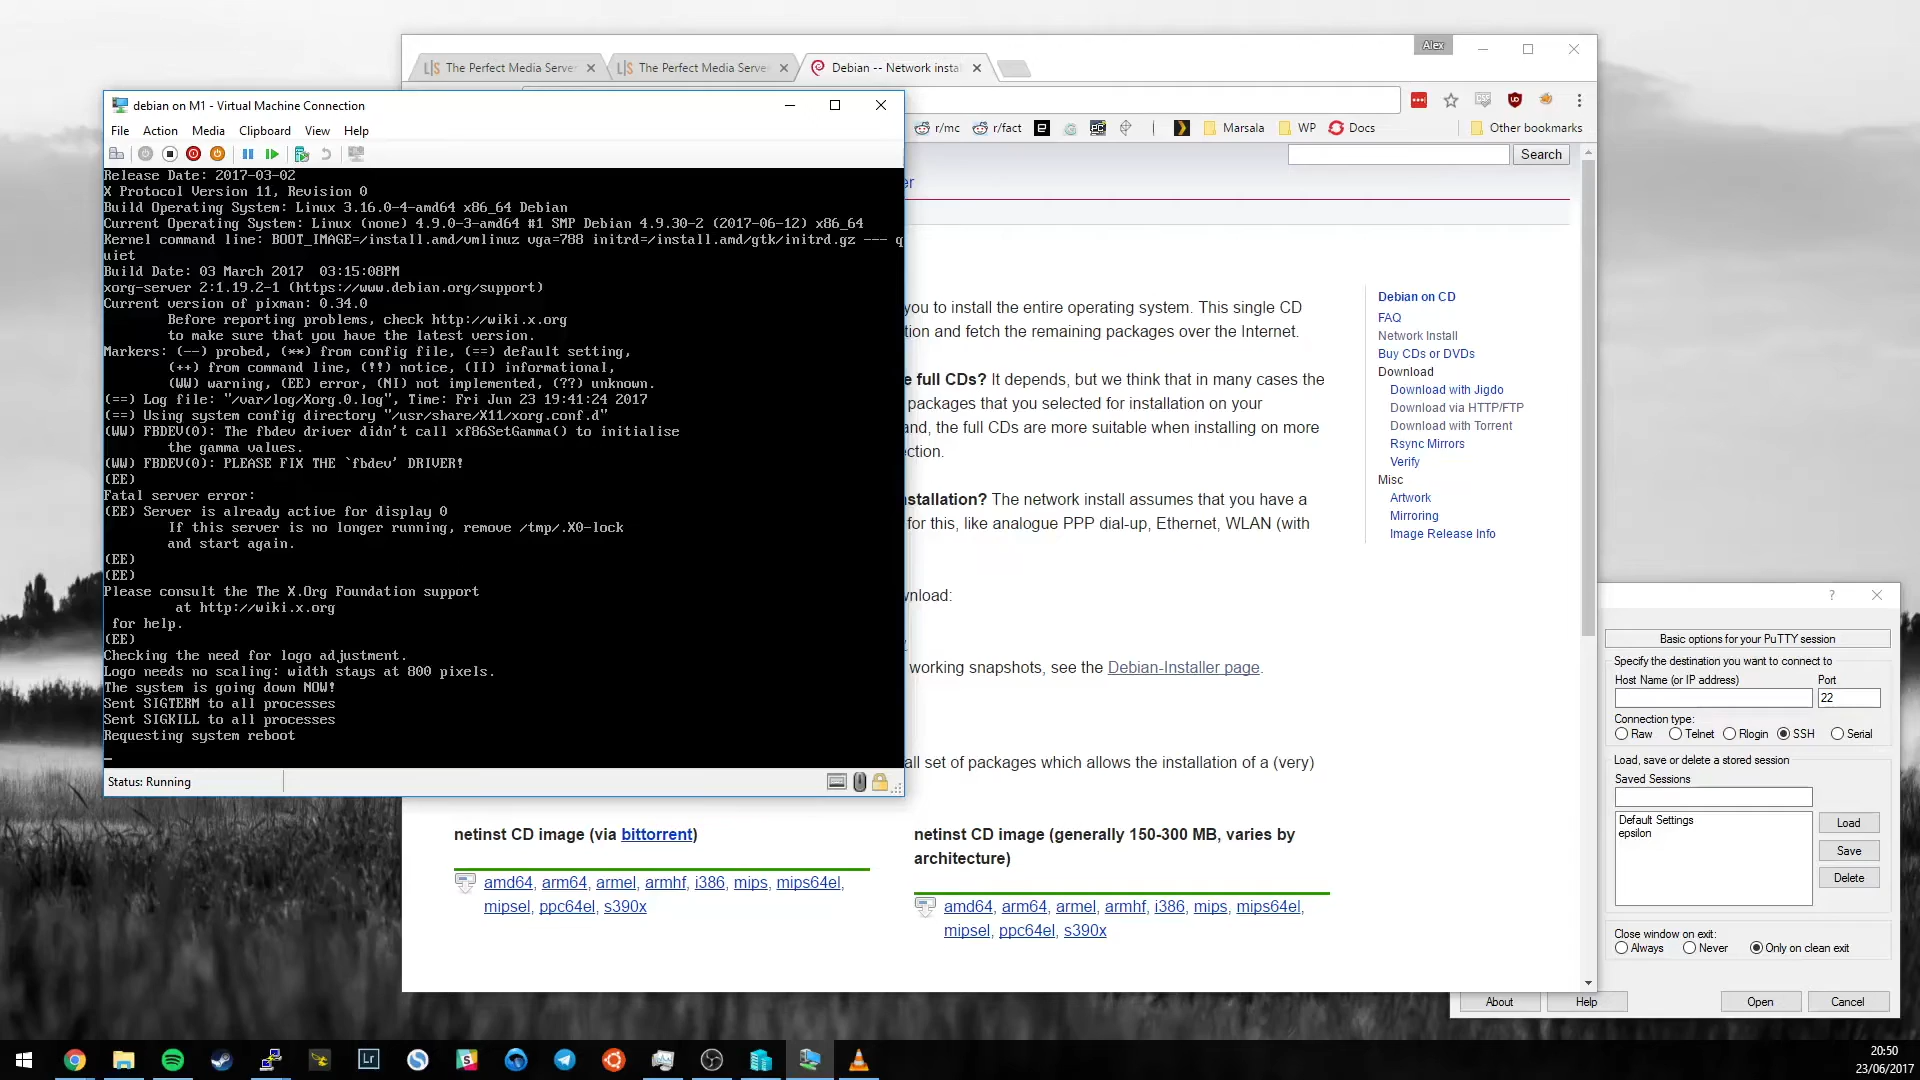 Alex
The Perfect Media Serve
The Perfect Media Serve
Debian -- Network insta
debian on M1 - Virtual Machine Connection
File Action Media Clipboard View Help
r/mc r/fact Marsala WP Docs Other bookmarks
Search
er
Release Date: 2017-03-02
X Protocol Version 11, Revision 0
Build Operating System: Linux 3.16.0-4-amd64 x86_64 Debian
Current Operating System: Linux (none) 4.9.0-3-amd64 #1 SMP Debian 4.9.30-2 (2017-06-12) x86_64
Kernel command line: BOOT_IMAGE=/install.amd/vmlinuz vga=788 initrd=/install.amd/gtk/initrd.gz --- q
uiet
Build Date: 03 March 2017  03:15:08PM
xorg-server 2:1.19.2-1 (https://www.debian.org/support)
Current version of pixman: 0.34.0
Before reporting problems, check http://wiki.x.org
to make sure that you have the latest version.
Markers: (--) probed, (**) from config file, (==) default setting,
(++) from command line, (!!) notice, (II) informational,
(WW) warning, (EE) error, (NI) not implemented, (??) unknown.
(==) Log file: "/var/log/Xorg.0.log", Time: Fri Jun 23 19:41:24 2017
(==) Using system config directory "/usr/share/X11/xorg.conf.d"
(WW) FBDEV(0): The fbdev driver didn't call xf86SetGamma() to initialise
the gamma values.
(WW) FBDEV(0): PLEASE FIX THE `fbdev' DRIVER!
(EE)
Fatal server error:
(EE) Server is already active for display 0
If this server is no longer running, remove /tmp/.X0-lock
and start again.
(EE)
(EE)
Please consult the The X.Org Foundation support
at http://wiki.x.org
for help.
(EE)
Checking the need for logo adjustment.
Logo needs no scaling: width stays at 800 pixels.
The system is going down NOW!
Sent SIGTERM to all processes
Sent SIGKILL to all processes
Requesting system reboot
Status: Running
you to install the entire operating system. This single CD
tion and fetch the remaining packages over the Internet.
e full CDs? It depends, but we think that in many cases the
packages that you selected for installation on your
and, the full CDs are more suitable when installing on more
ection.
nstallation? The network install assumes that you have a
for this, like analogue PPP dial-up, Ethernet, WLAN (with
wnload:
working snapshots, see the Debian-Installer page.
all set of packages which allows the installation of a (very)
Debian on CD
FAQ
Network Install
Buy CDs or DVDs
Download
Download with Jigdo
Download via HTTP/FTP
Download with Torrent
Rsync Mirrors
Verify
Misc
Artwork
Mirroring
Image Release Info
netinst CD image (via bittorrent)
amd64, arm64, armel, armhf, i386, mips, mips64el,
mipsel, ppc64el, s390x
netinst CD image (generally 150-300 MB, varies by
architecture)
amd64, arm64, armel, armhf, i386, mips, mips64el,
mipsel, ppc64el, s390x
Basic options for your PuTTY session
Specify the destination you want to connect to
Host Name (or IP address) Port
22
Connection type:
Raw Telnet Rlogin SSH Serial
Load, save or delete a stored session
Saved Sessions
Default Settings
epsilon
Load
Save
Delete
Close window on exit:
Always Never Only on clean exit
About Help Open Cancel
Lr
20:50
23/06/2017